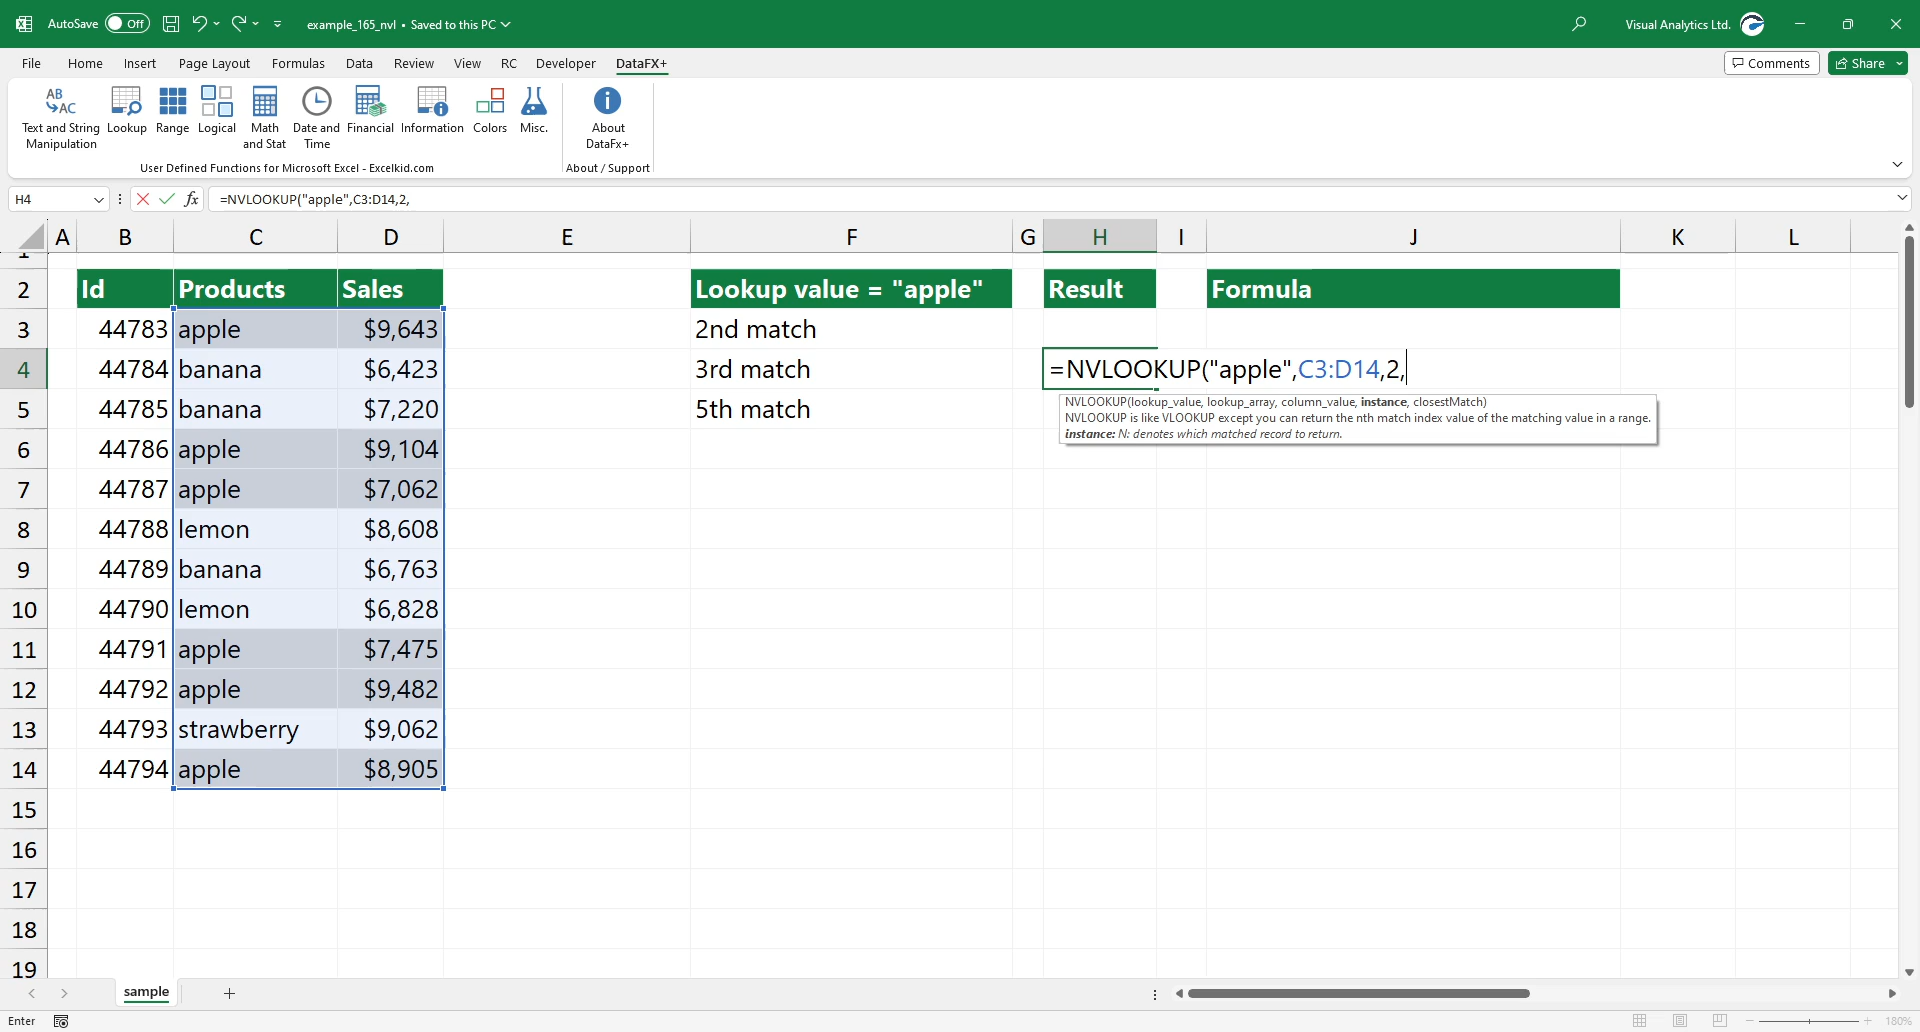 AutoSave Off example_165_nvl • Saved to this PC Visual Analytics Ltd.
File Home Insert Page Layout Formulas Data Review View RC Developer DataFX+ Comments Share
AB
AC
Text and String Manipulation Lookup Range Logical Math and Stat Date and Time Financial Information Colors Misc. About DataFx+
User Defined Functions for Microsoft Excel - Excelkid.com About / Support
H4 fx =NVLOOKUP("apple",C3:D14,2,
A B C D E F G H I J K L
2 Id Products Sales Lookup value = "apple" Result Formula
3 44783 apple $9,643 2nd match
4 44784 banana $6,423 3rd match =NVLOOKUP("apple",C3:D14,2,
5 44785 banana $7,220 5th match
NVLOOKUP(lookup_value, lookup_array, column_value, instance, closestMatch)
NVLOOKUP is like VLOOKUP except you can return the nth match index value of the matching value in a range.
instance: N: denotes which matched record to return.
6 44786 apple $9,104
7 44787 apple $7,062
8 44788 lemon $8,608
9 44789 banana $6,763
10 44790 lemon $6,828
11 44791 apple $7,475
12 44792 apple $9,482
13 44793 strawberry $9,062
14 44794 apple $8,905
15
16
17
18
19
sample
Enter 180%